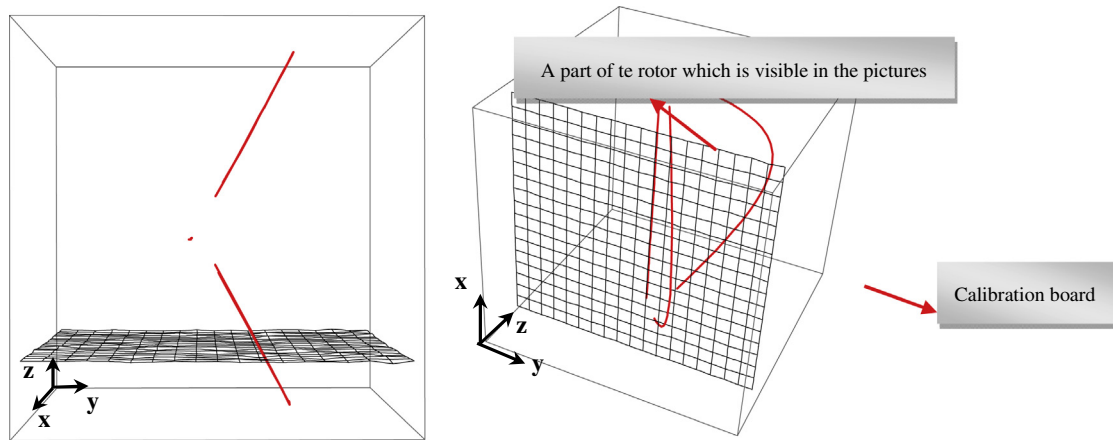 A part of te rotor which is visible in the pictures
x
Calibration board
z
z
y
y
x